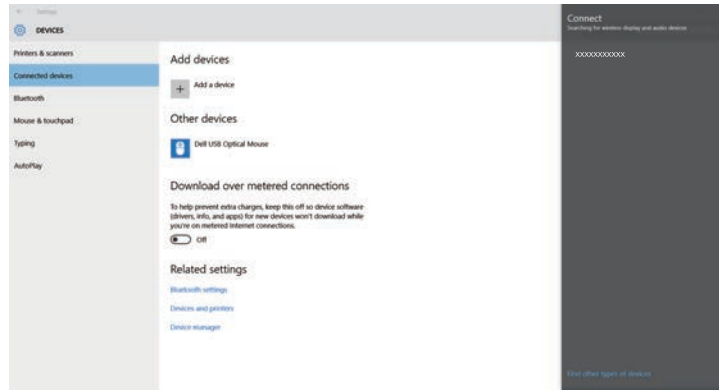 Settings
DEVICES
Printers & scanners
Connected devices
Bluetooth
Mouse & touchpad
Typing
AutoPlay
Add devices
Add a device
Other devices
Dell USB Optical Mouse
Download over metered connections
To help prevent extra charges, keep this off so device software
(drivers, info, and apps) for new devices won't download while
you're on metered Internet connections.
Off
Related settings
Bluetooth settings
Devices and printers
Device manager
Connect
Searching for wireless display and audio devices
xxxxxxxxxxx
Find other types of devices